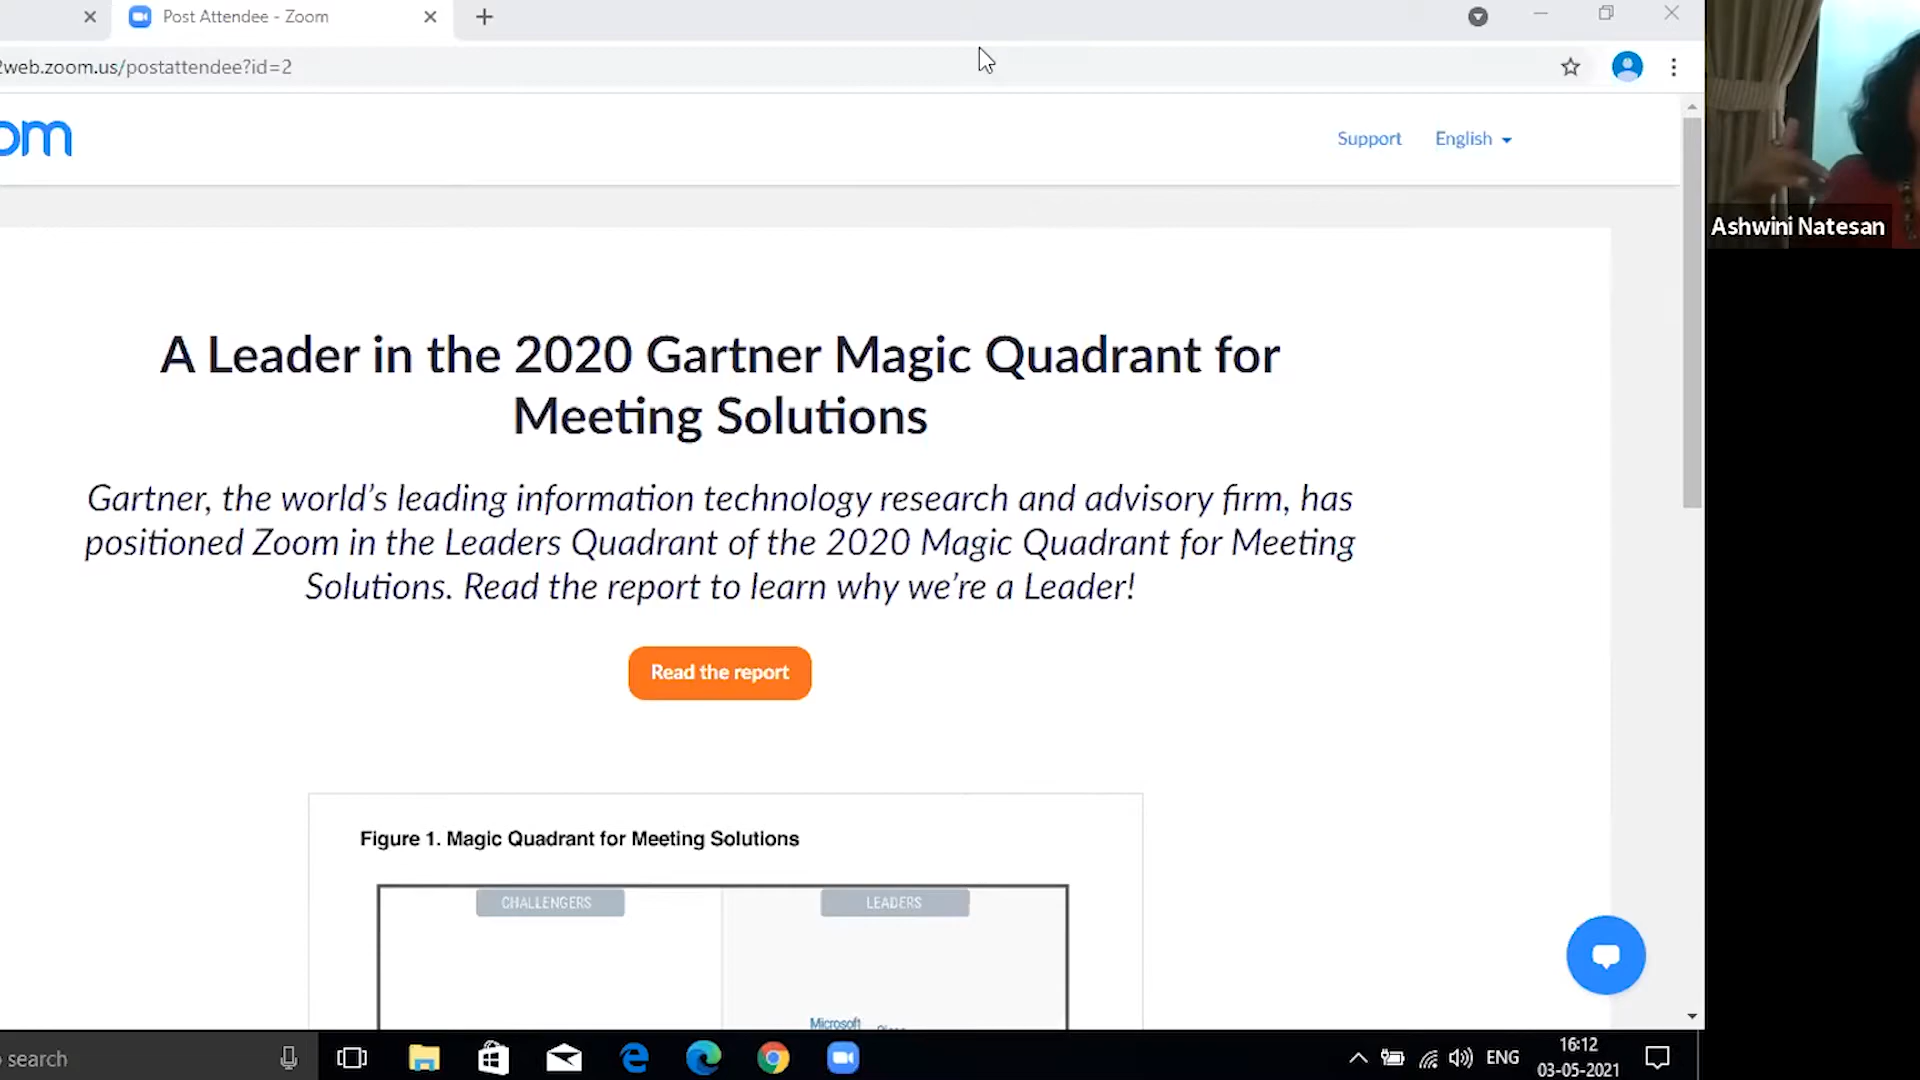 Post Attendee - Zoom
web.zoom.us/postattendee?id=2
om
Support
English
Ashwini Natesan
A Leader in the 2020 Gartner Magic Quadrant for
Meeting Solutions
Gartner, the world's leading information technology research and advisory firm, has
positioned Zoom in the Leaders Quadrant of the 2020 Magic Quadrant for Meeting
Solutions. Read the report to learn why we're a Leader!
Read the report
Figure 1. Magic Quadrant for Meeting Solutions
CHALLENGERS
LEADERS
Microsoft
search
ENG
16:12
03-05-2021